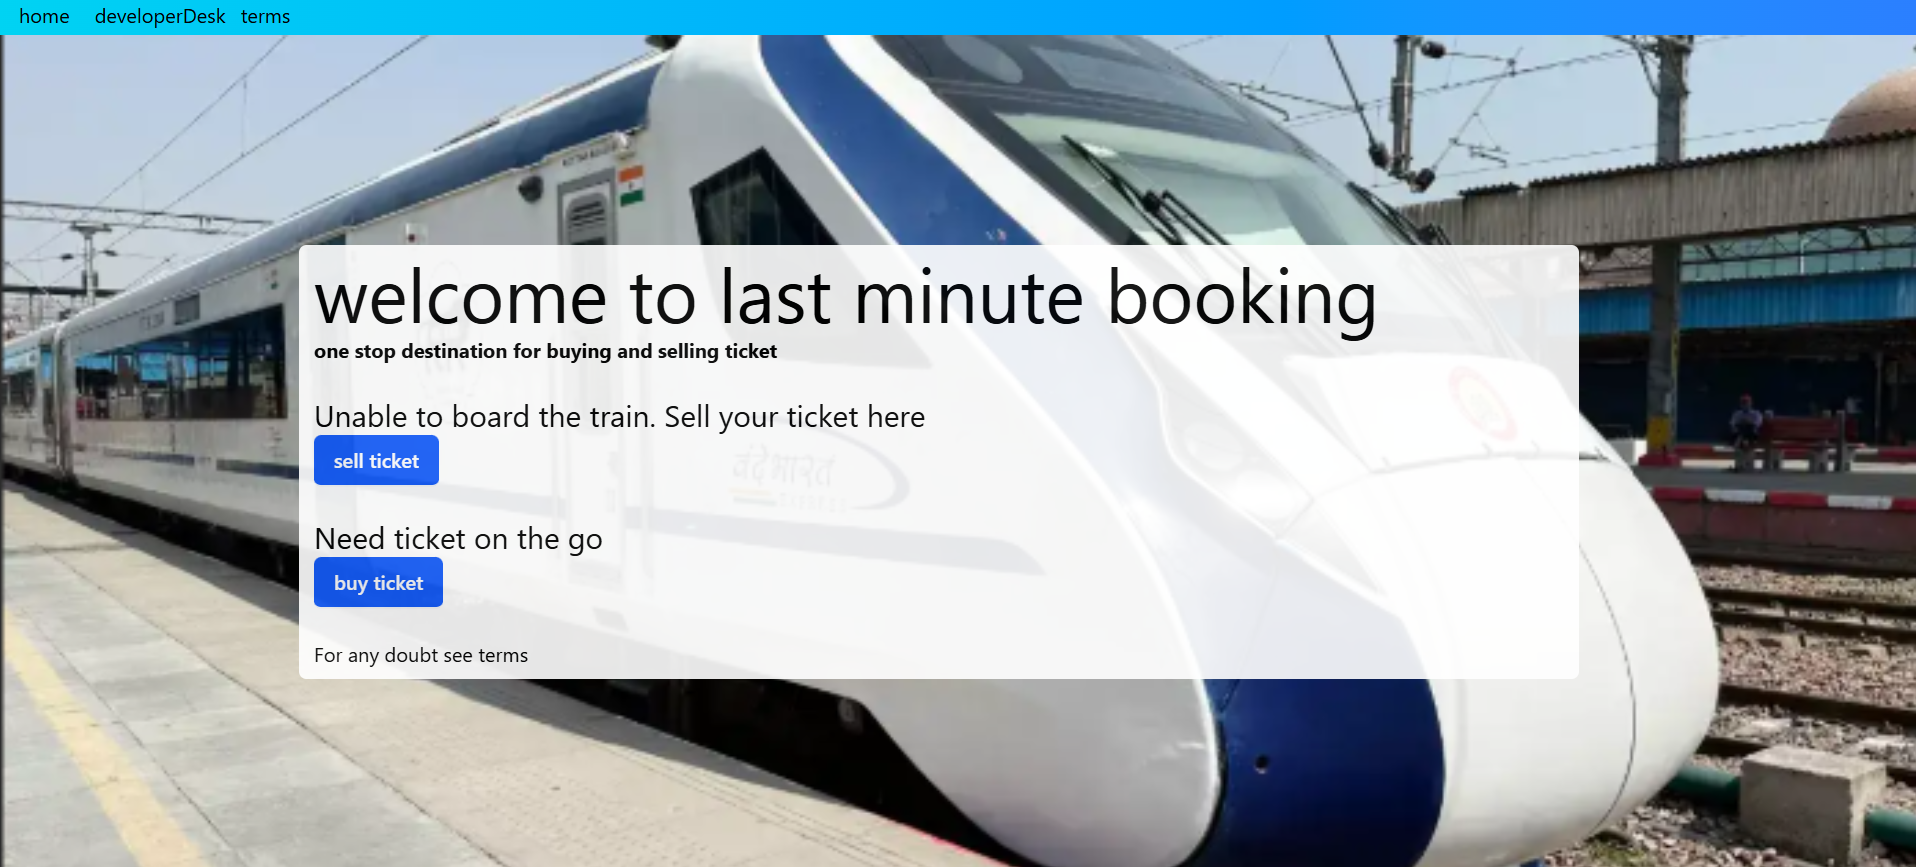 home developerDesk terms
welcome to last minute booking
one stop destination for buying and selling ticket
Unable to board the train. Sell your ticket here
sell ticket
वंदे भारत
Need ticket on the go
buy ticket
For any doubt see terms